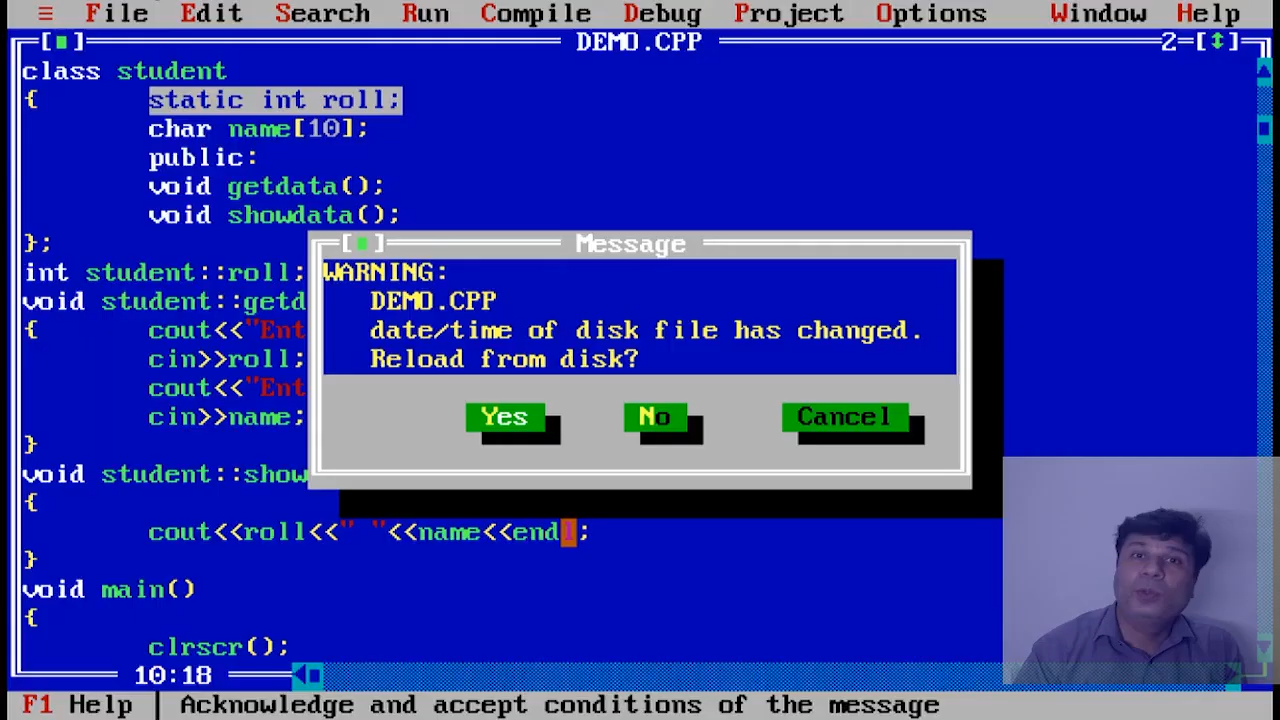 ≡ File Edit Search Run Compile Debug Project Options Window Help
DEMO.CPP 2
class student
{ static int roll;
char name[10];
public:
void getdata();
void showdata();
};
int student::roll;
void student::getd
{ cout<<"Ent
cin>>roll;
cout<<"Ent
cin>>name;
}
void student::show
{
cout<<roll<<" "<<name<<endl;
}
void main()
{
clrscr();
Message
WARNING:
DEMO.CPP
date/time of disk file has changed.
Reload from disk?
Yes No Cancel
10:18
F1 Help | Acknowledge and accept conditions of the message